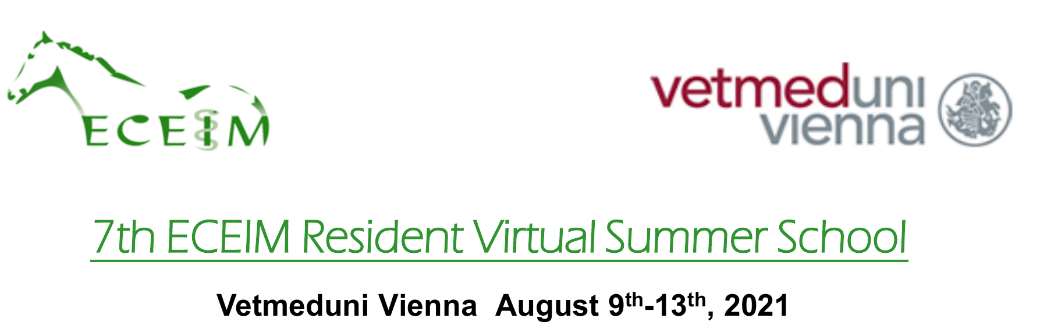 ECEIM
vetmeduni
vienna
7th ECEIM Resident Virtual Summer School
Vetmeduni Vienna  August 9th-13th, 2021